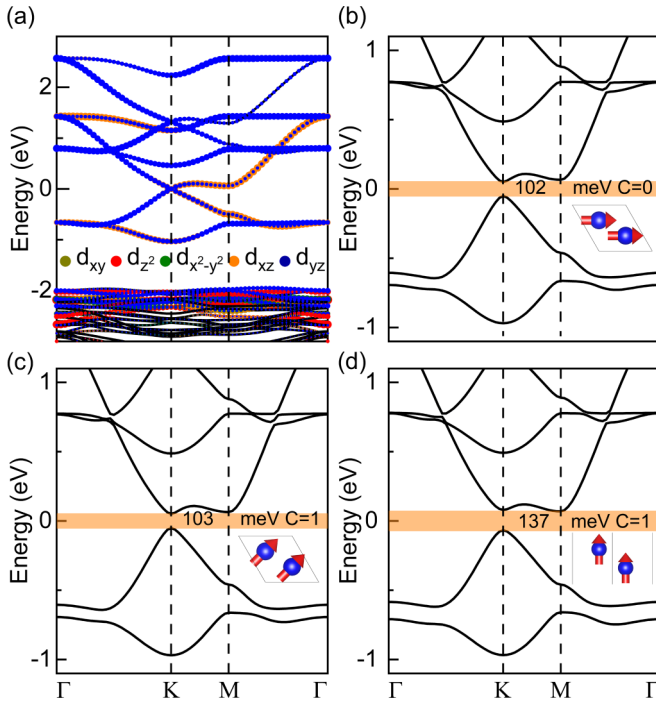 (a)
Energy (eV)
2
0
-2
d_xy d_z² d_x²-y² d_xz d_yz
(b)
Energy (eV)
1
0
-1
102 meV C=0
(c)
Energy (eV)
1
0
-1
103 meV C=1
Γ K M Γ
(d)
Energy (eV)
1
0
-1
137 meV C=1
Γ K M Γ